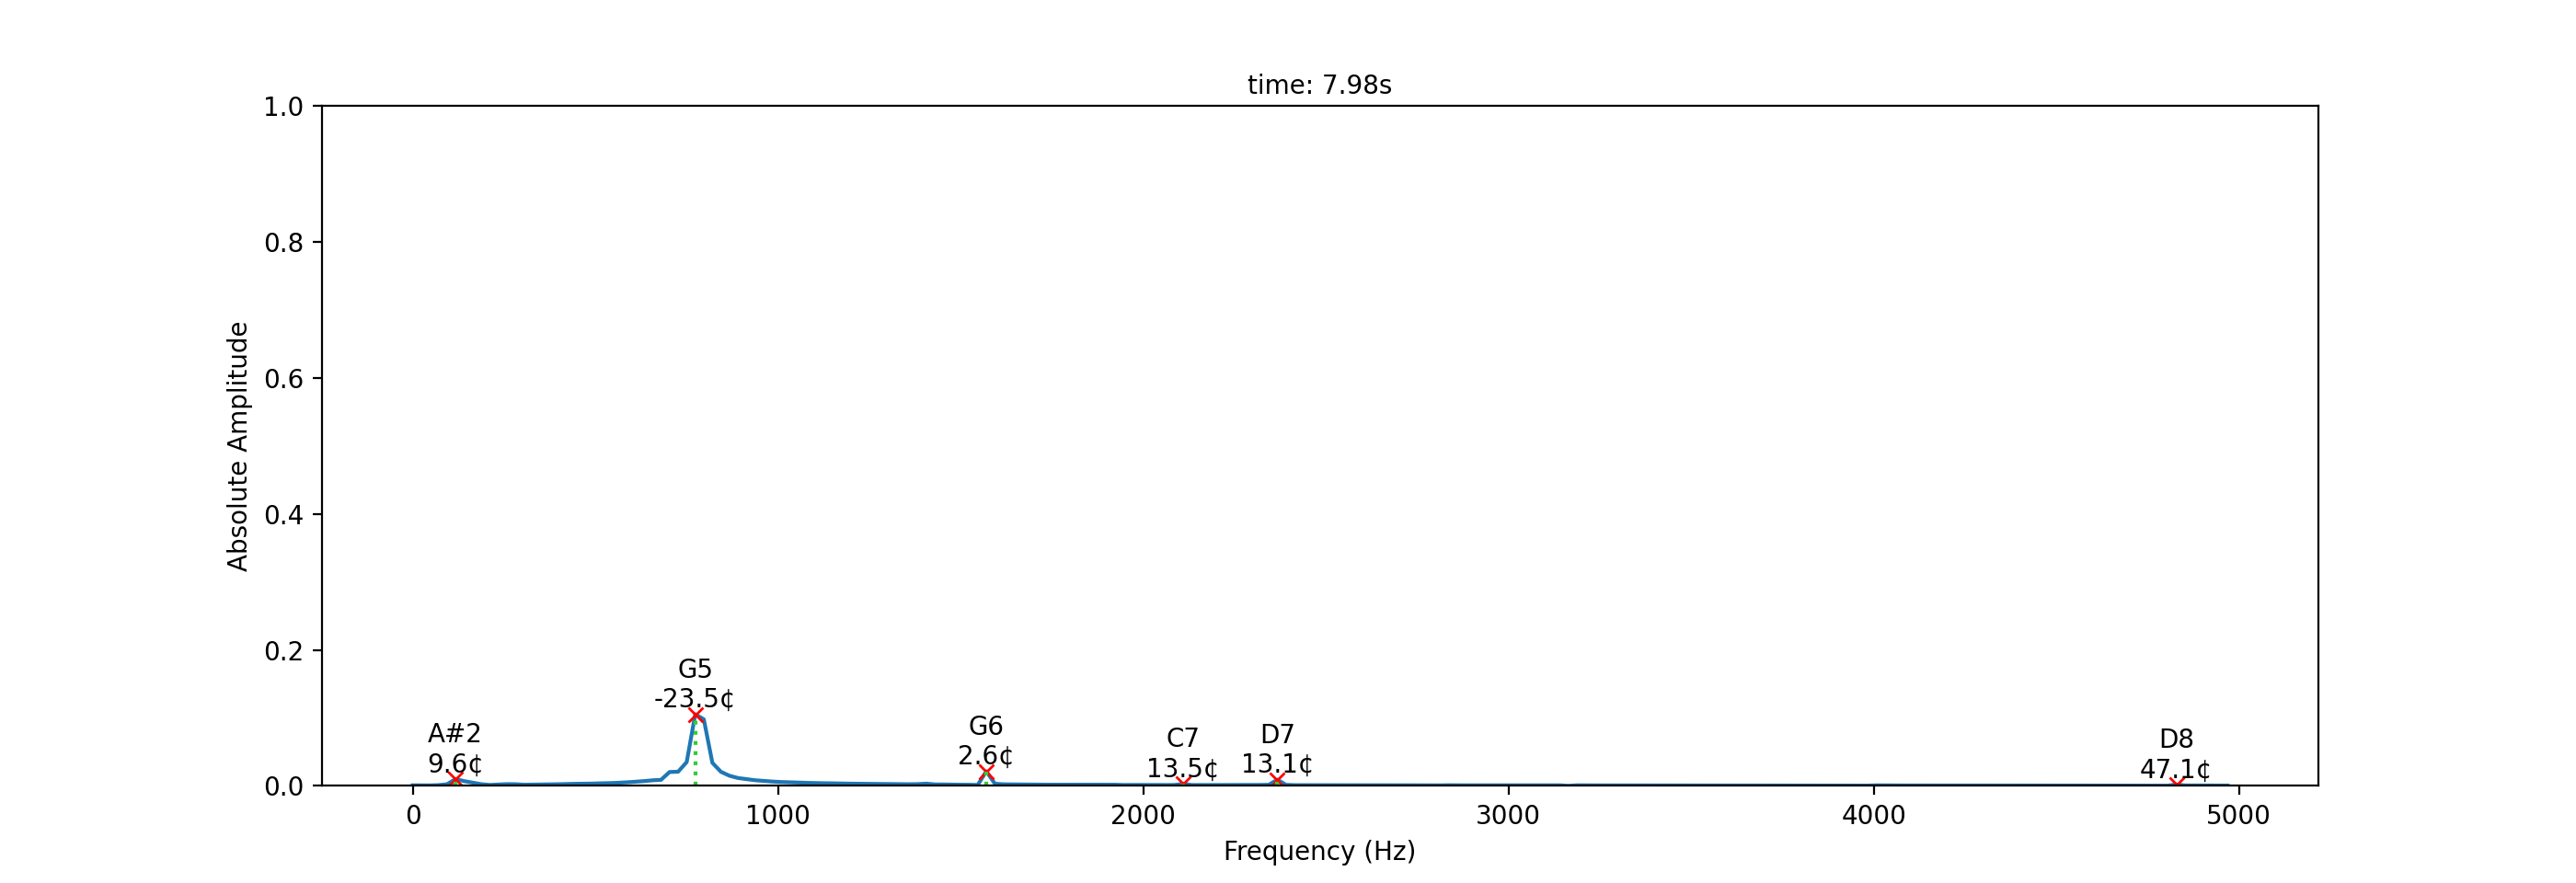 time: 7.98s
1.0
0.8
0.6
0.4
0.2
0.0
Absolute Amplitude
A#2
9.6¢
G5
-23.5¢
G6
2.6¢
C7
13.5¢
D7
13.1¢
D8
47.1¢
0
1000
2000
3000
4000
5000
Frequency (Hz)